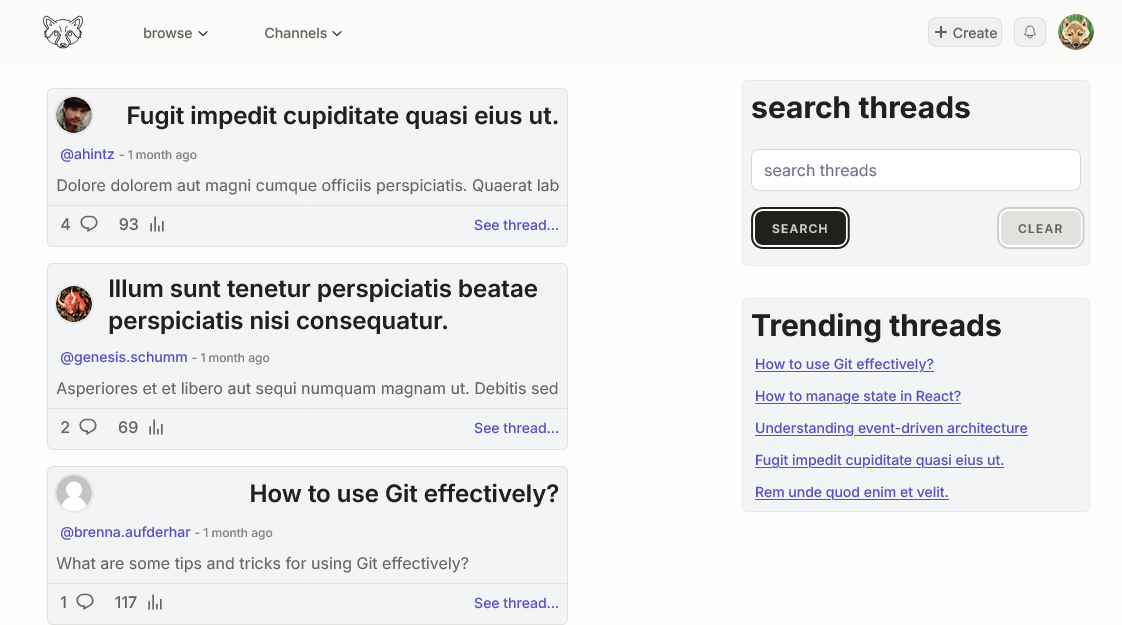 browse
Channels
+ Create
Fugit impedit cupiditate quasi eius ut.
@ahintz - 1 month ago
Dolore dolorem aut magni cumque officiis perspiciatis. Quaerat lab
4 93 See thread...
Illum sunt tenetur perspiciatis beatae
perspiciatis nisi consequatur.
@genesis.schumm - 1 month ago
Asperiores et et libero aut sequi numquam magnam ut. Debitis sed
2 69 See thread...
How to use Git effectively?
@brenna.aufderhar - 1 month ago
What are some tips and tricks for using Git effectively?
1 117 See thread...
search threads
search threads
SEARCH
CLEAR
Trending threads
How to use Git effectively?
How to manage state in React?
Understanding event-driven architecture
Fugit impedit cupiditate quasi eius ut.
Rem unde quod enim et velit.